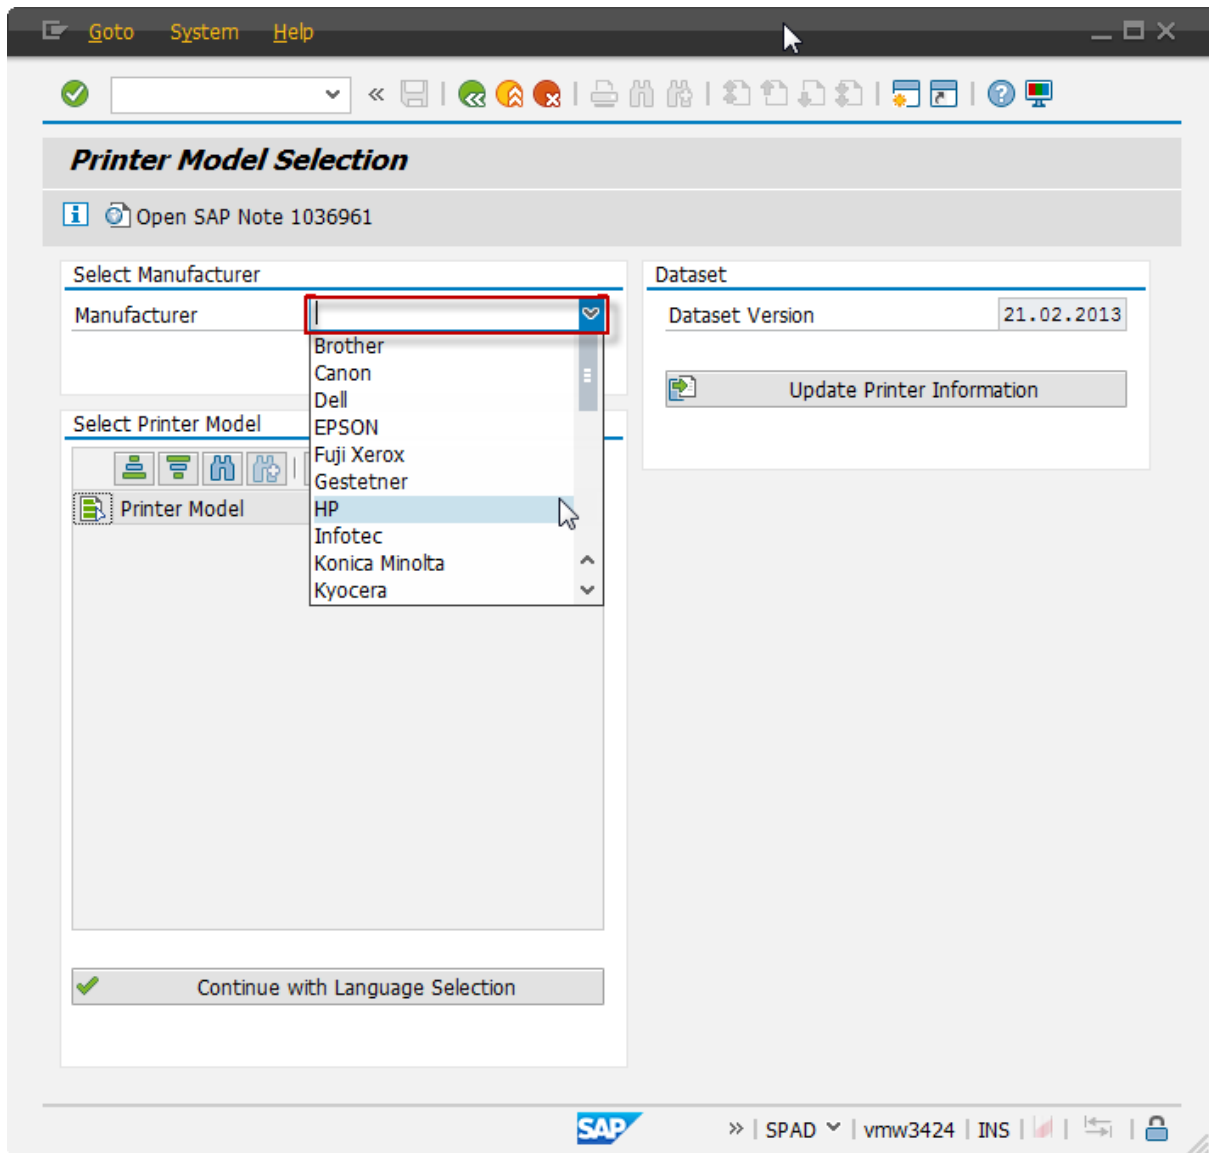 Goto System Help
Printer Model Selection
Open SAP Note 1036961
Select Manufacturer
Manufacturer
Brother
Canon
Dell
EPSON
Fuji Xerox
Gestetner
HP
Infotec
Konica Minolta
Kyocera
Select Printer Model
Printer Model
Continue with Language Selection
Dataset
Dataset Version 21.02.2013
Update Printer Information
SAP SPAD vmw3424 INS